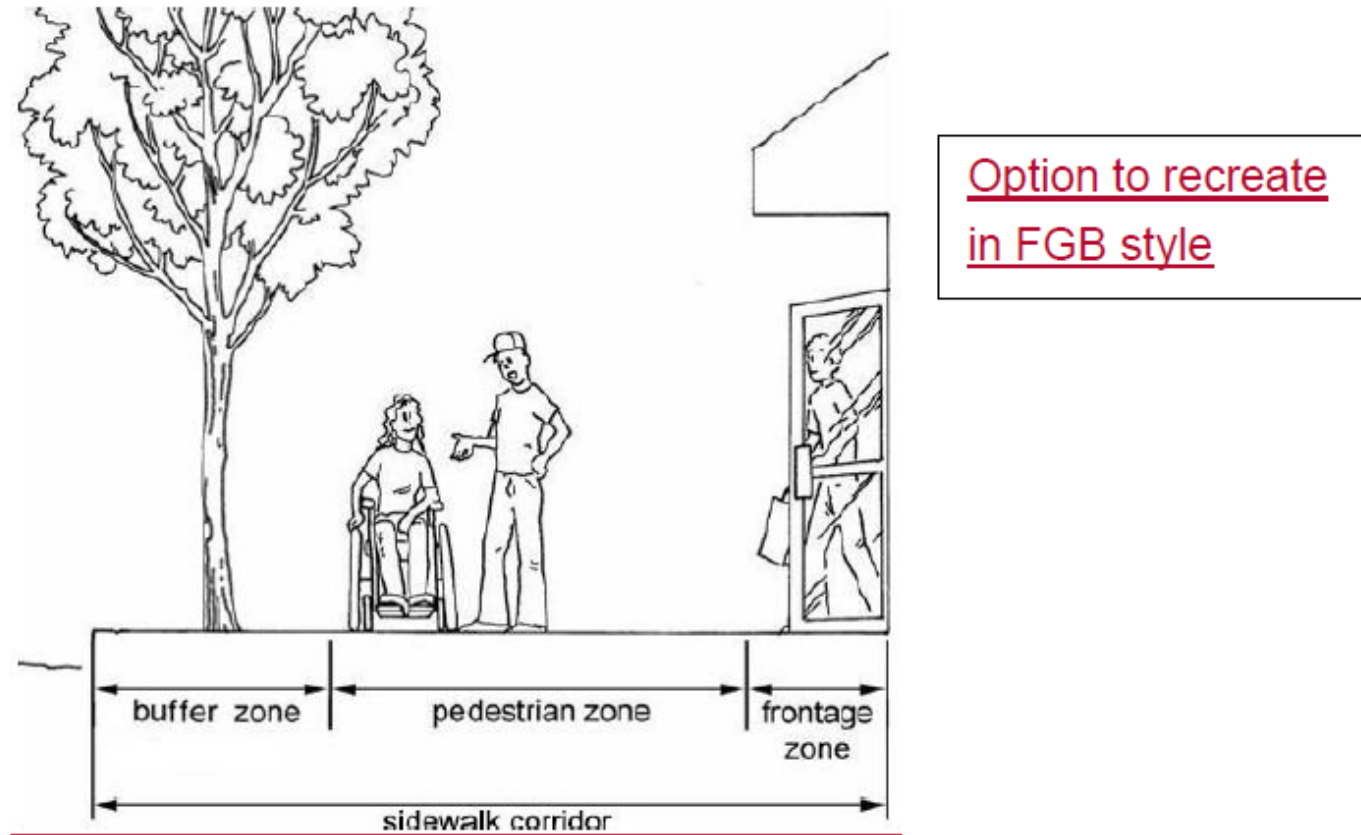 Option to recreate
in FGB style
buffer zone
pedestrian zone
frontage
zone
sidewalk corridor